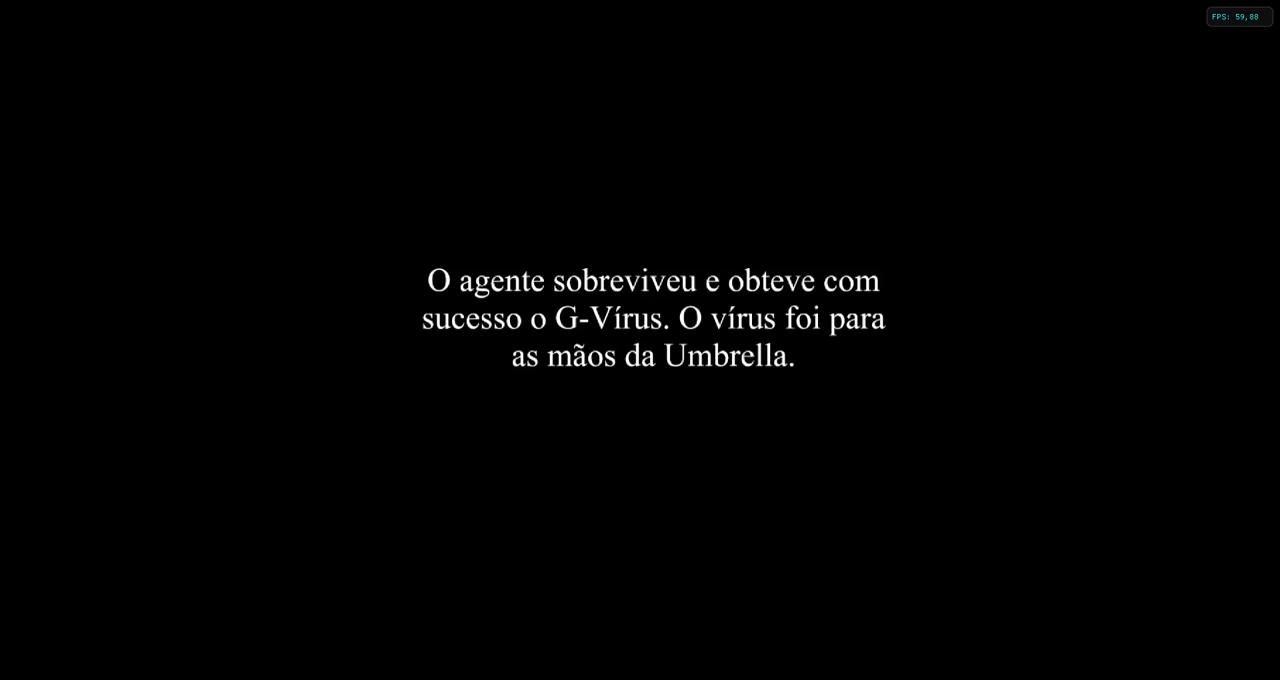 FPS: 59,88
O agente sobreviveu e obteve com
sucesso o G-Vírus. O vírus foi para
as mãos da Umbrella.